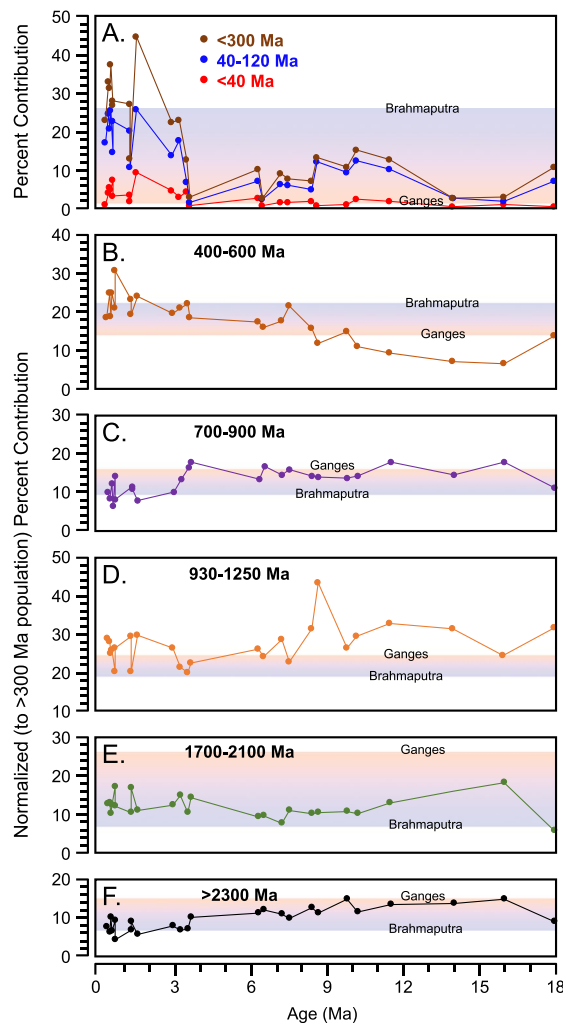 A.
<300 Ma
40-120 Ma
<40 Ma
Brahmaputra
Ganges
50
40
30
20
10
0
Percent Contribution
B.
400-600 Ma
Brahmaputra
Ganges
40
30
20
10
0
C.
700-900 Ma
Ganges
Brahmaputra
30
20
10
0
D.
930-1250 Ma
Ganges
Brahmaputra
50
40
30
20
10
E.
1700-2100 Ma
Ganges
Brahmaputra
30
20
10
0
F.
>2300 Ma
Ganges
Brahmaputra
20
10
0
Normalized (to >300 Ma population) Percent Contribution
0 3 6 9 12 15 18
Age (Ma)